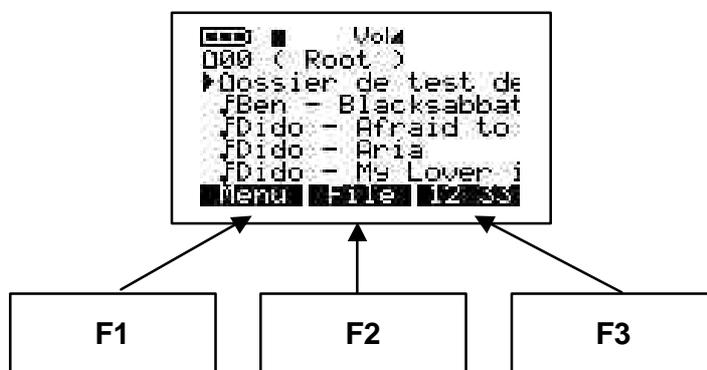 Vol
00 ( Root )
Dossier de test de
Ben - Blacksabbat
Dido - Afraid to
Dido - Aria
Dido - My Lover i
Menu File 12 33
F1 F2 F3